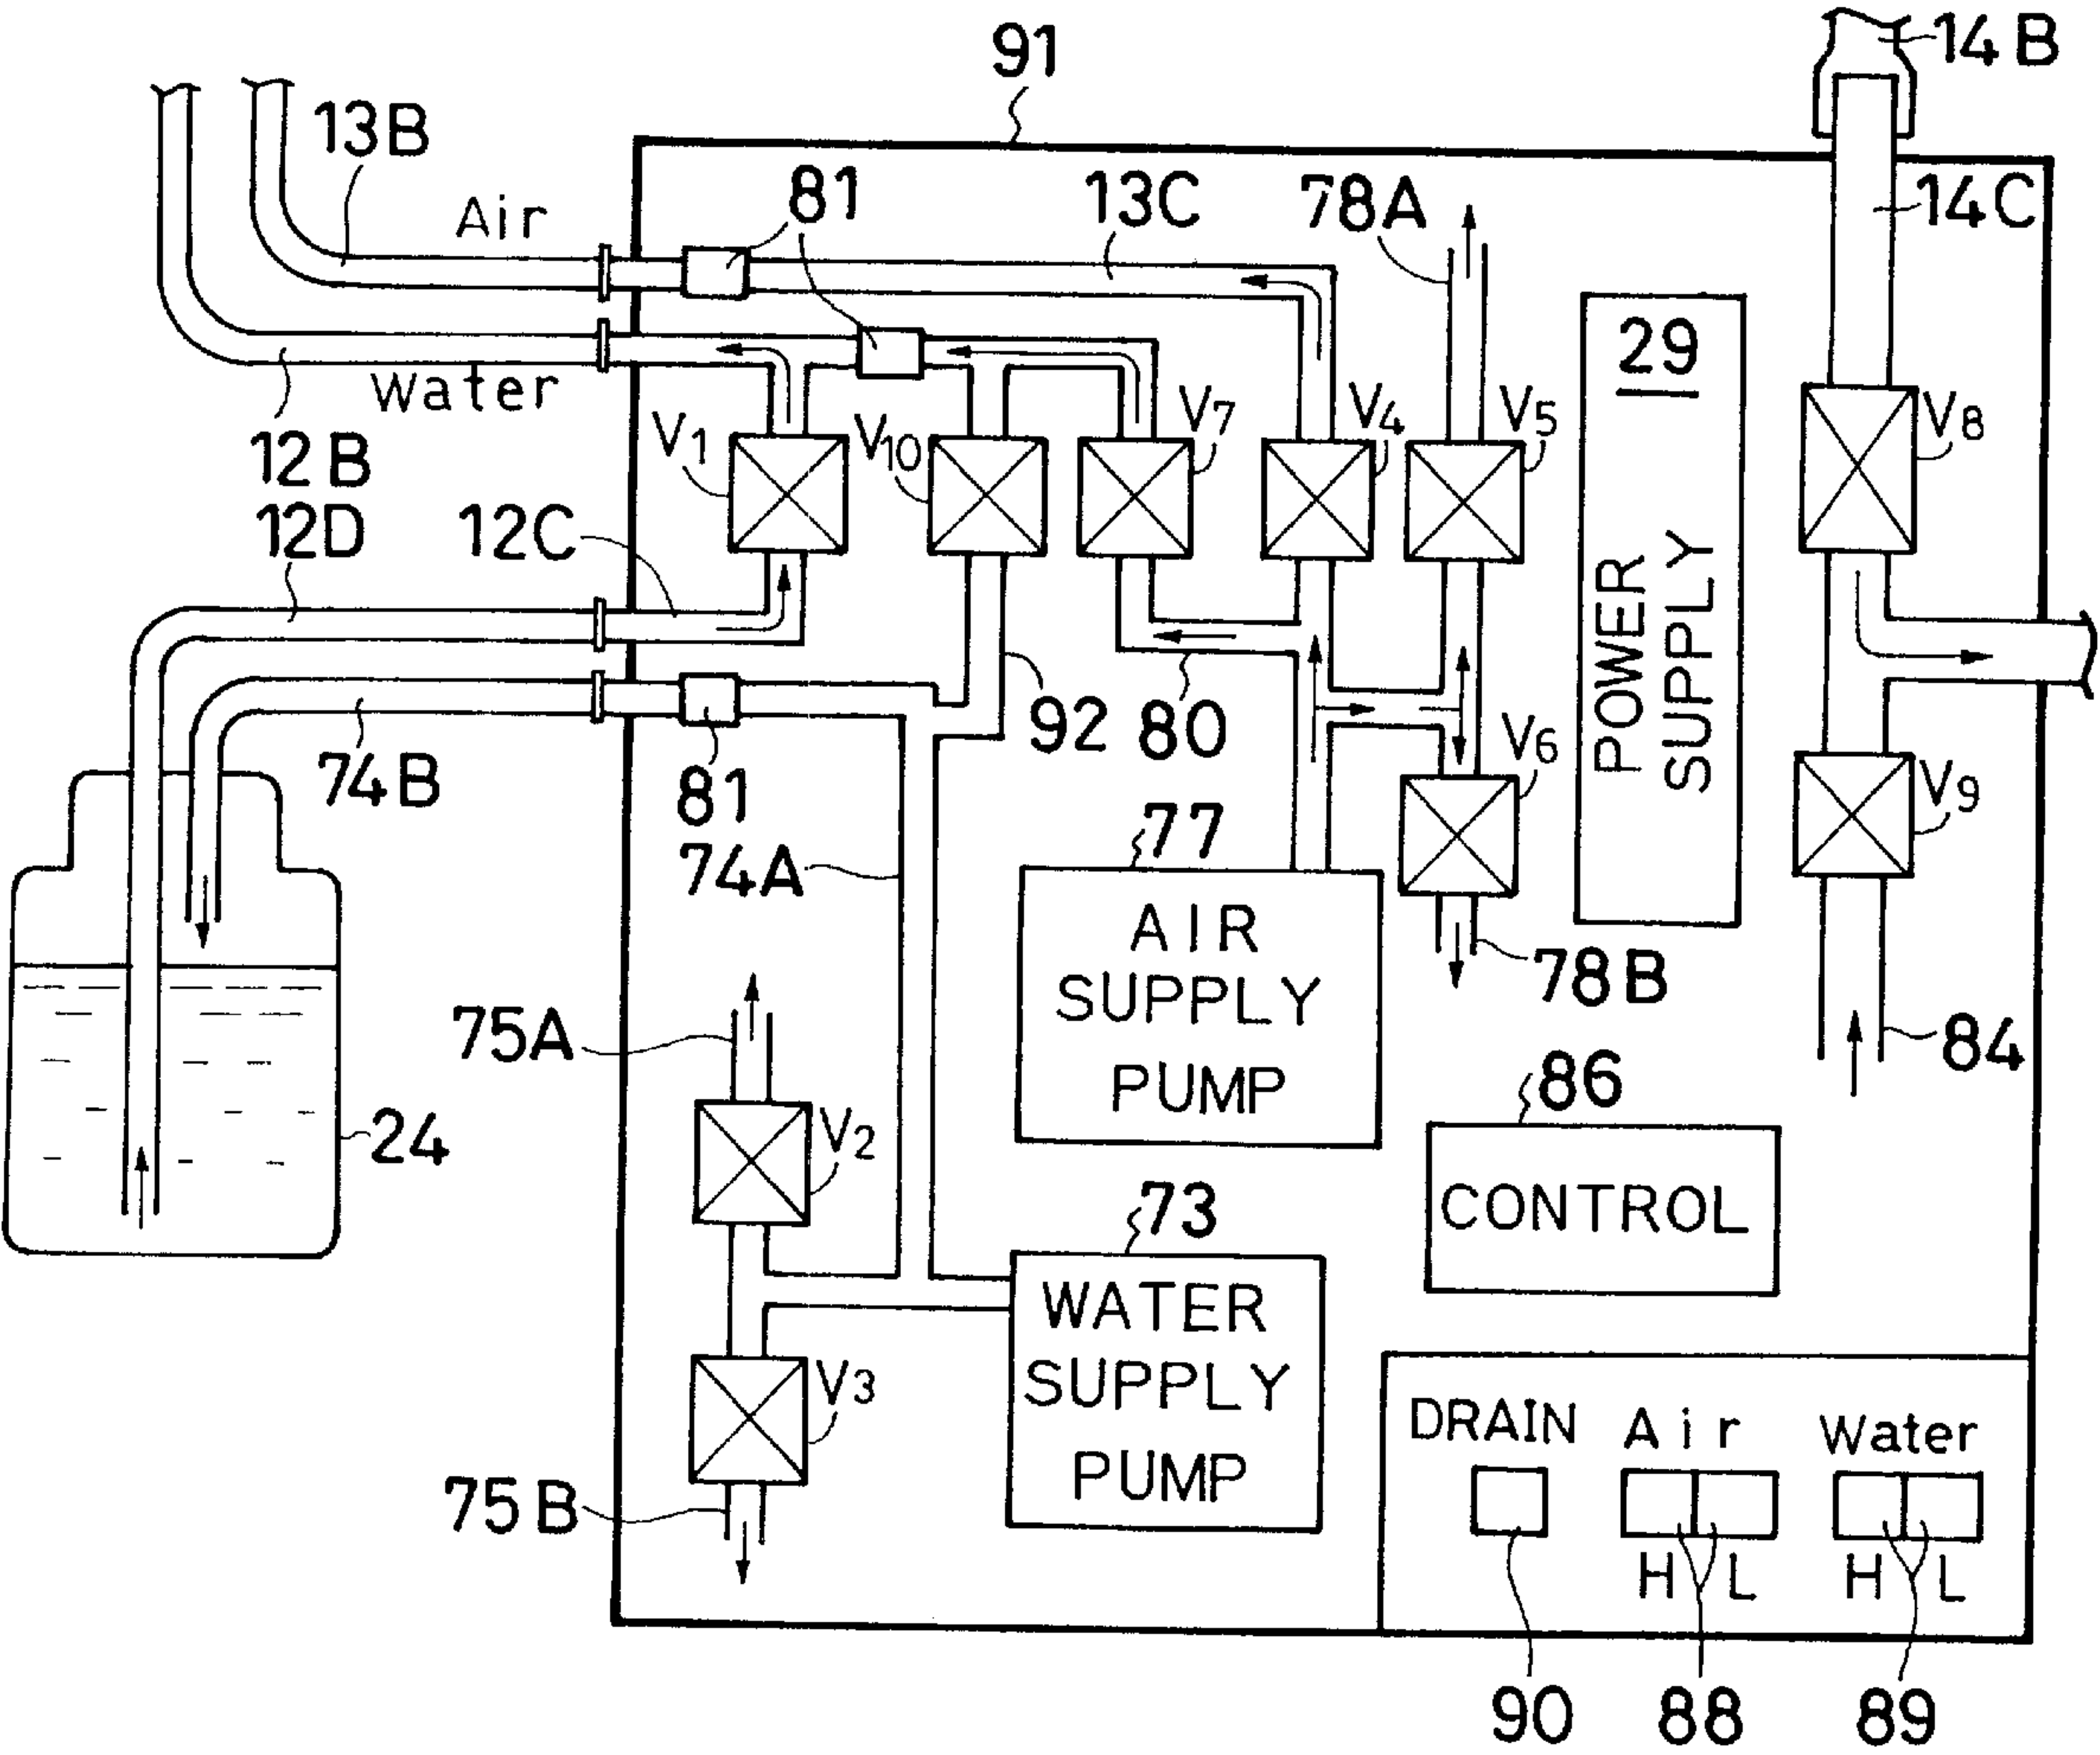 91
14B
13B
81
13C
78A
14C
Air
29
Water
V1
V10
V7
V4
V5
V8
12B
12D
12C
POWER
SUPPLY
92
80
V6
74B
81
V9
77
74A
AIR
SUPPLY
PUMP
78B
75A
84
86
24
V2
CONTROL
73
WATER
SUPPLY
PUMP
V3
75B
DRAIN
Air
Water
H
L
H
L
90
88
89